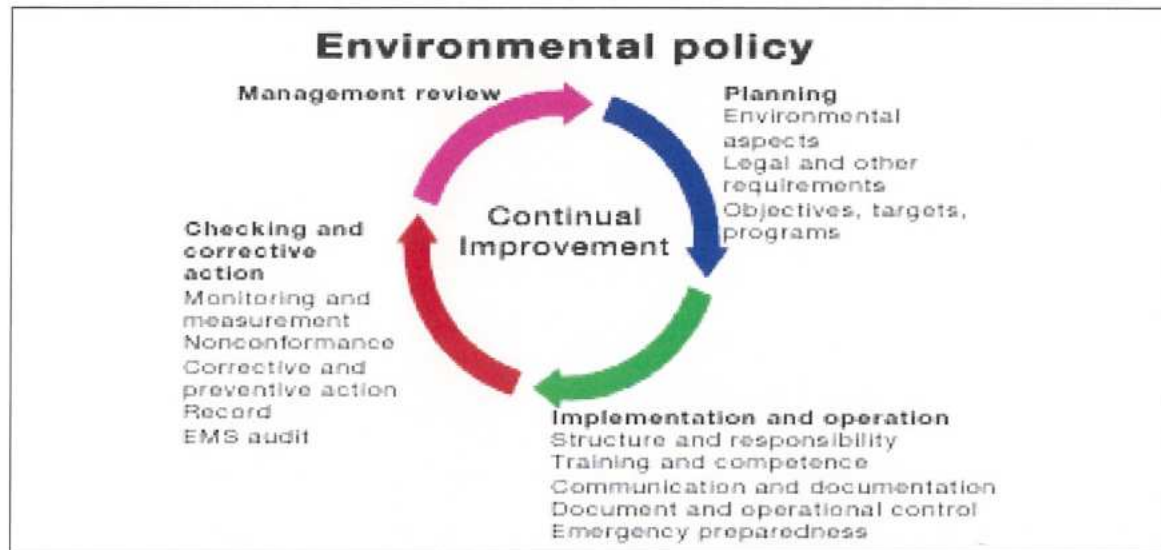 Environmental policy
Management review
Planning
Environmental
aspects
Legal and other
requirements
Objectives, targets,
programs
Continual
Improvement
Checking and
corrective
action
Monitoring and
measurement
Nonconformance
Corrective and
preventive action
Record
EMS audit
Implementation and operation
Structure and responsibility
Training and competence
Communication and documentation
Document and operational control
Emergency preparedness